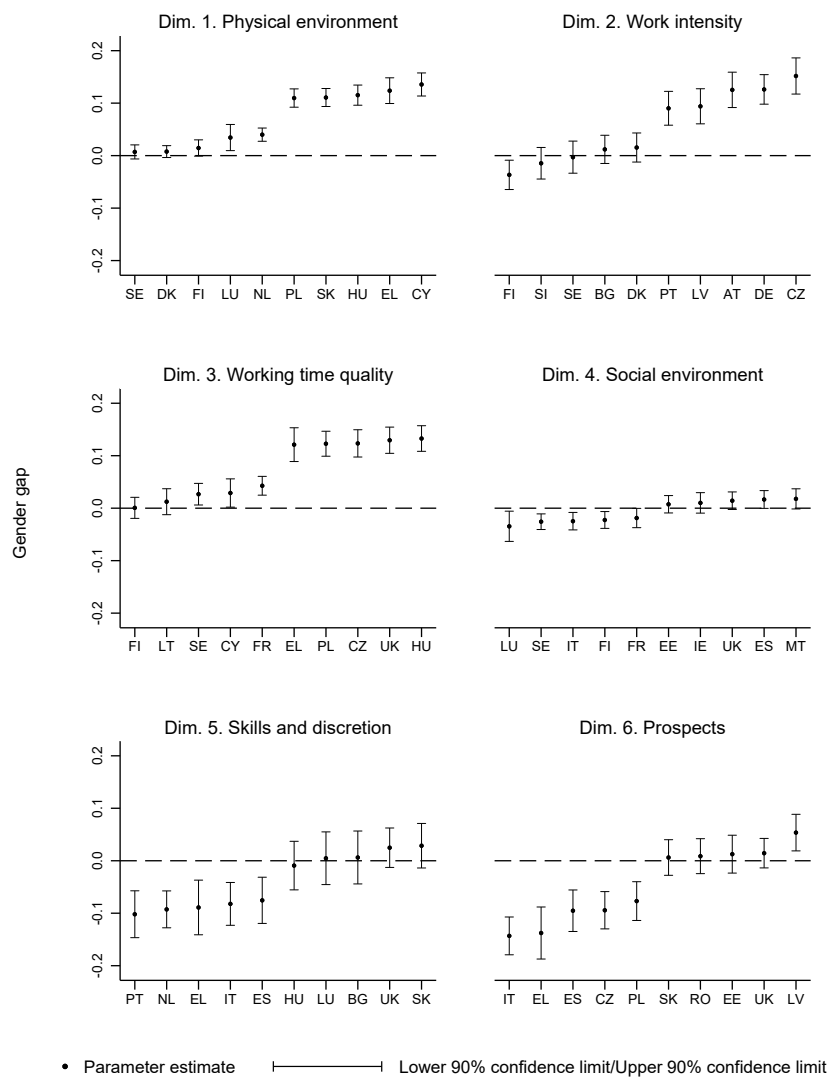 Dim. 1. Physical environment
0.2
0.1
0.0
-0.1
-0.2
SE DK FI LU NL PL SK HU EL CY
Dim. 2. Work intensity
FI SI SE BG DK PT LV AT DE CZ
Gender gap
Dim. 3. Working time quality
0.2
0.1
0.0
-0.1
-0.2
FI LT SE CY FR EL PL CZ UK HU
Dim. 4. Social environment
LU SE IT FI FR EE IE UK ES MT
Dim. 5. Skills and discretion
0.2
0.1
0.0
-0.1
-0.2
PT NL EL IT ES HU LU BG UK SK
Dim. 6. Prospects
IT EL ES CZ PL SK RO EE UK LV
Parameter estimate
Lower 90% confidence limit/Upper 90% confidence limit